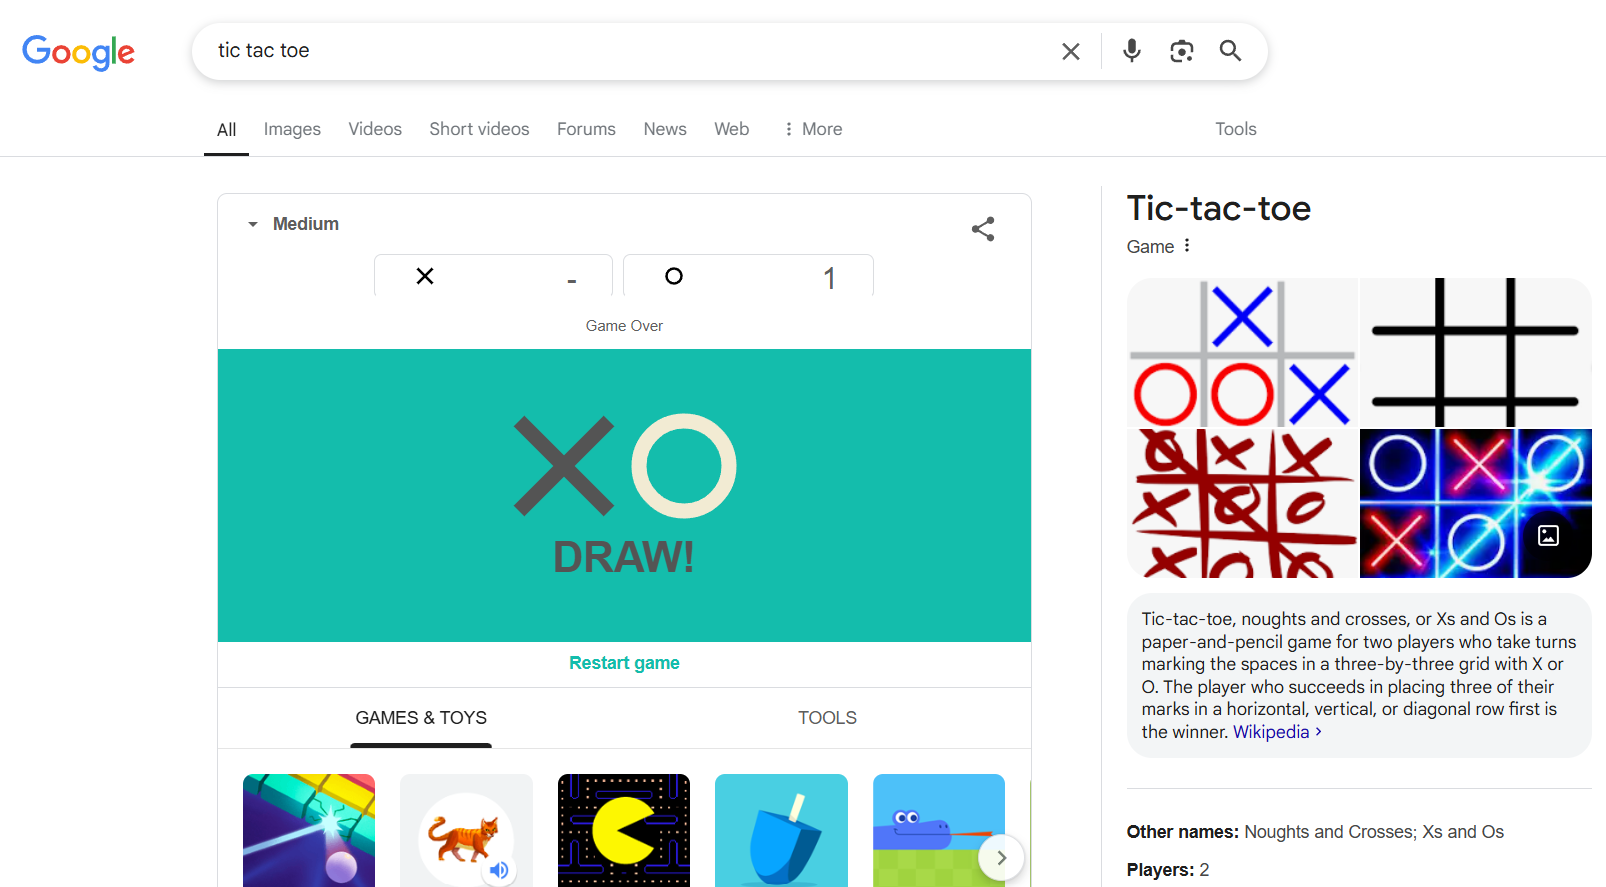 Google
tic tac toe
All
Images
Videos
Short videos
Forums
News
Web
More
Tools
Medium
X
-
O
1
Game Over
XO
DRAW!
Restart game
GAMES & TOYS
TOOLS
Tic-tac-toe
Game
Tic-tac-toe, noughts and crosses, or Xs and Os is a
paper-and-pencil game for two players who take turns
marking the spaces in a three-by-three grid with X or
O. The player who succeeds in placing three of their
marks in a horizontal, vertical, or diagonal row first is
the winner. Wikipedia ›
Other names: Noughts and Crosses; Xs and Os
Players: 2